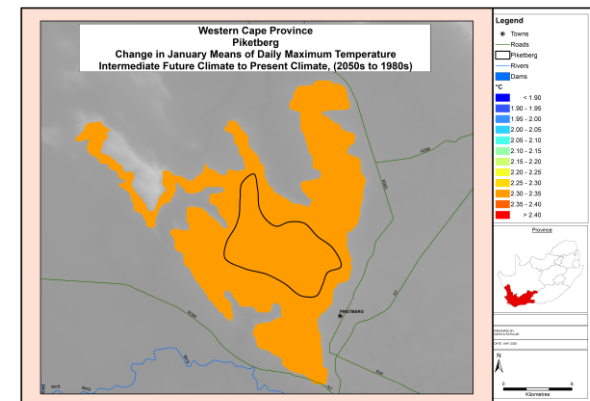 Western Cape Province
Piketberg
Change in January Means of Daily Maximum Temperature
Intermediate Future Climate to Present Climate, (2050s to 1980s)
PIKETBERG
N7
Berg
Legend
Towns
Roads
Piketberg
Rivers
Dams
°C
< 1.90
1.90 - 1.95
1.95 - 2.00
2.00 - 2.05
2.05 - 2.10
2.10 - 2.15
2.15 - 2.20
2.20 - 2.25
2.25 - 2.30
2.30 - 2.35
2.35 - 2.40
> 2.40
Province
N
0
Kilometres